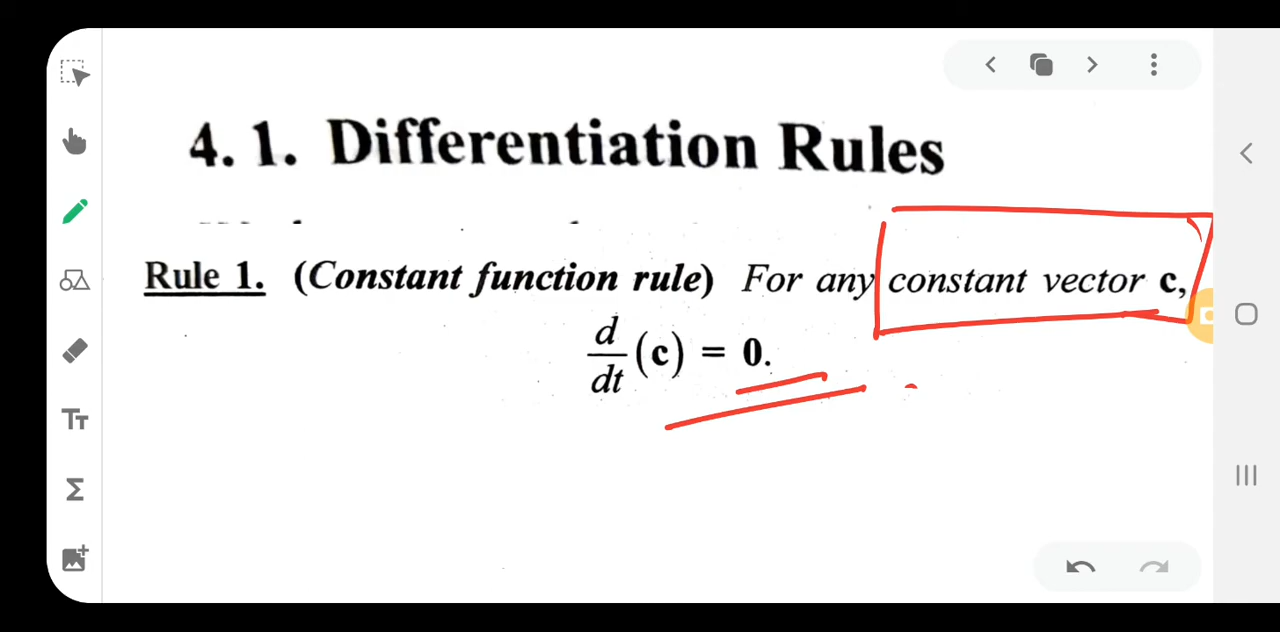 4. 1. Differentiation Rules
Rule 1. (Constant function rule) For any constant vector c,
d/dt (c) = 0.